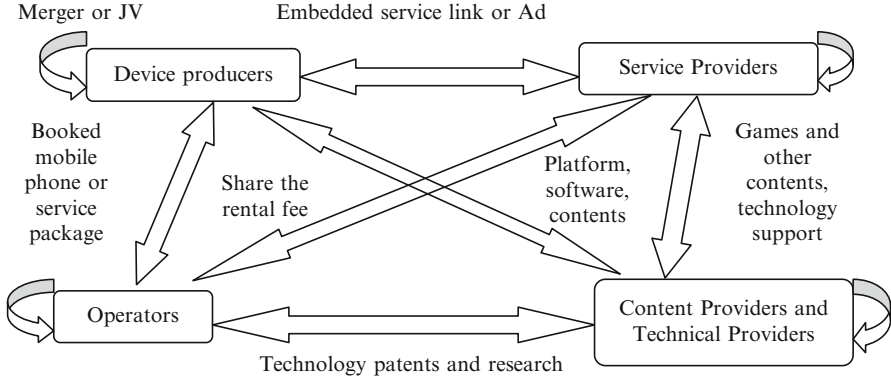 Merger or JV
Embedded service link or Ad
Device producers
Service Providers
Booked
mobile
phone or
service
package
Share the
rental fee
Platform,
software,
contents
Games and
other
contents,
technology
support
Operators
Content Providers and
Technical Providers
Technology patents and research